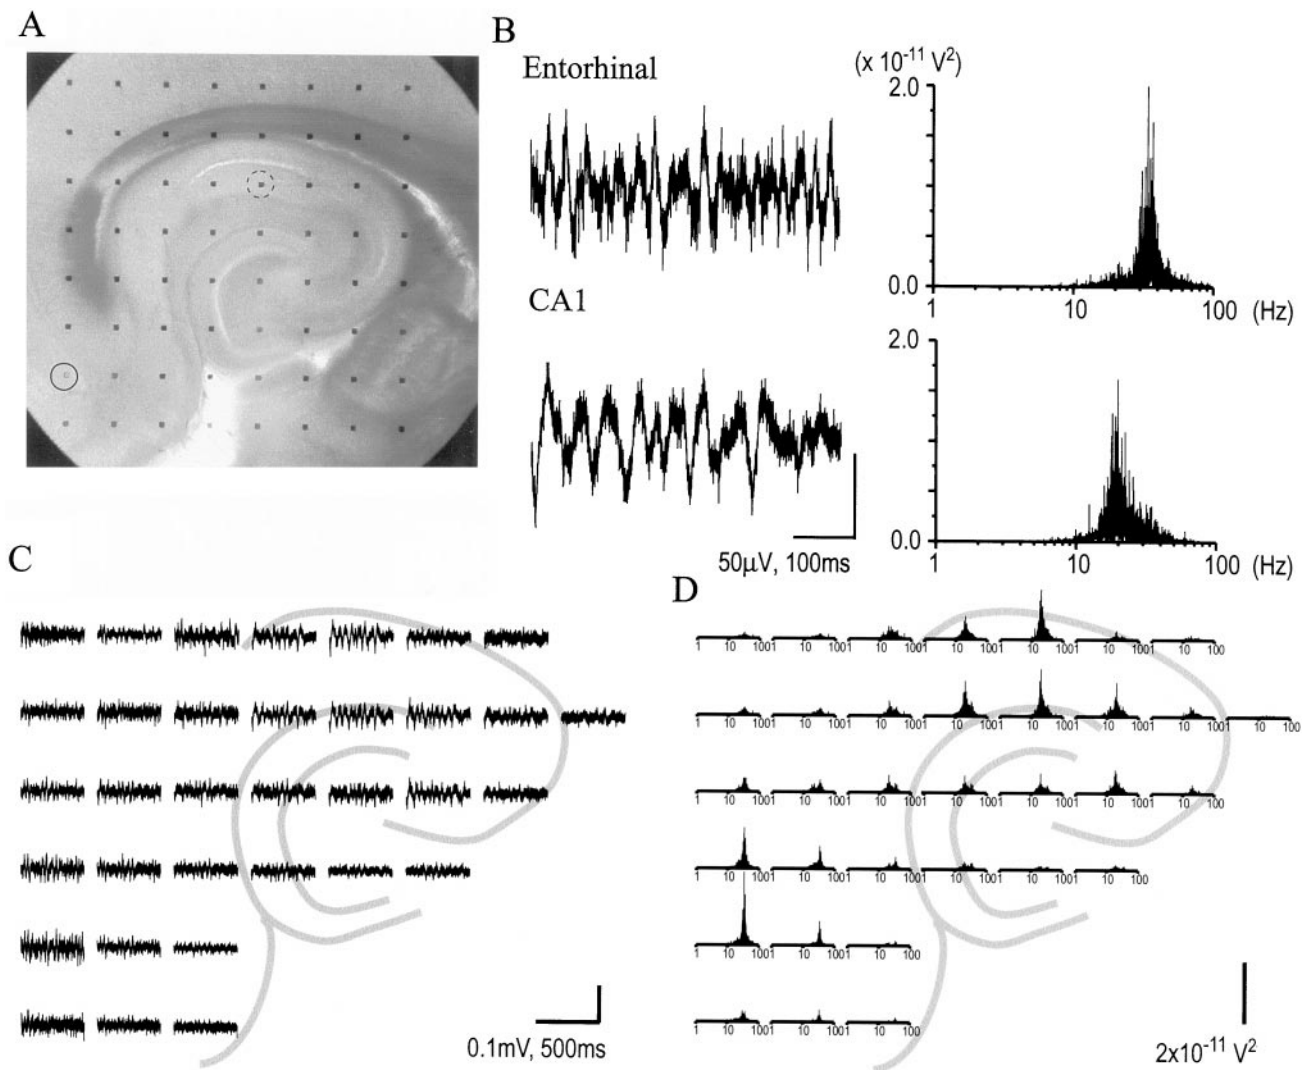 A
B
Entorhinal
(x 10⁻¹¹ V²)
2.0
0.0
1 10 100 (Hz)
CA1
2.0
0.0
1 10 100 (Hz)
50μV, 100ms
C
0.1mV, 500ms
D
1 10 1001 10 1001 10 1001 10 1001 10 1001 10 1001 10 100
1 10 1001 10 1001 10 1001 10 1001 10 1001 10 1001 10 1001 10 100
1 10 1001 10 1001 10 1001 10 1001 10 1001 10 1001 10 100
1 10 1001 10 1001 10 1001 10 1001 10 1001 10 100
1 10 1001 10 1001 10 100
1 10 1001 10 1001 10 100
2x10⁻¹¹ V²